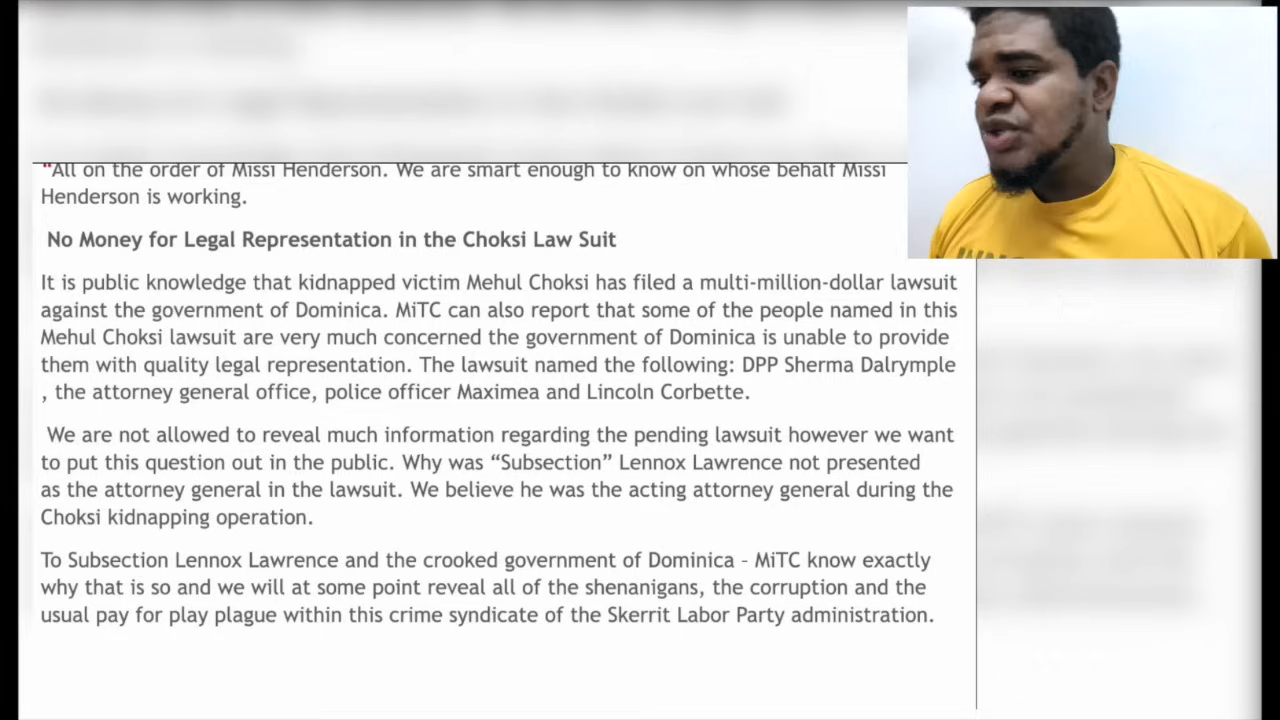 "All on the order of Missi Henderson. We are smart enough to know on whose behalf Missi
Henderson is working.
No Money for Legal Representation in the Choksi Law Suit
It is public knowledge that kidnapped victim Mehul Choksi has filed a multi-million-dollar lawsuit
against the government of Dominica. MiTC can also report that some of the people named in this
Mehul Choksi lawsuit are very much concerned the government of Dominica is unable to provide
them with quality legal representation. The lawsuit named the following: DPP Sherma Dalrymple
, the attorney general office, police officer Maximea and Lincoln Corbette.
We are not allowed to reveal much information regarding the pending lawsuit however we want
to put this question out in the public. Why was “Subsection” Lennox Lawrence not presented
as the attorney general in the lawsuit. We believe he was the acting attorney general during the
Choksi kidnapping operation.
To Subsection Lennox Lawrence and the crooked government of Dominica – MiTC know exactly
why that is so and we will at some point reveal all of the shenanigans, the corruption and the
usual pay for play plague within this crime syndicate of the Skerrit Labor Party administration.